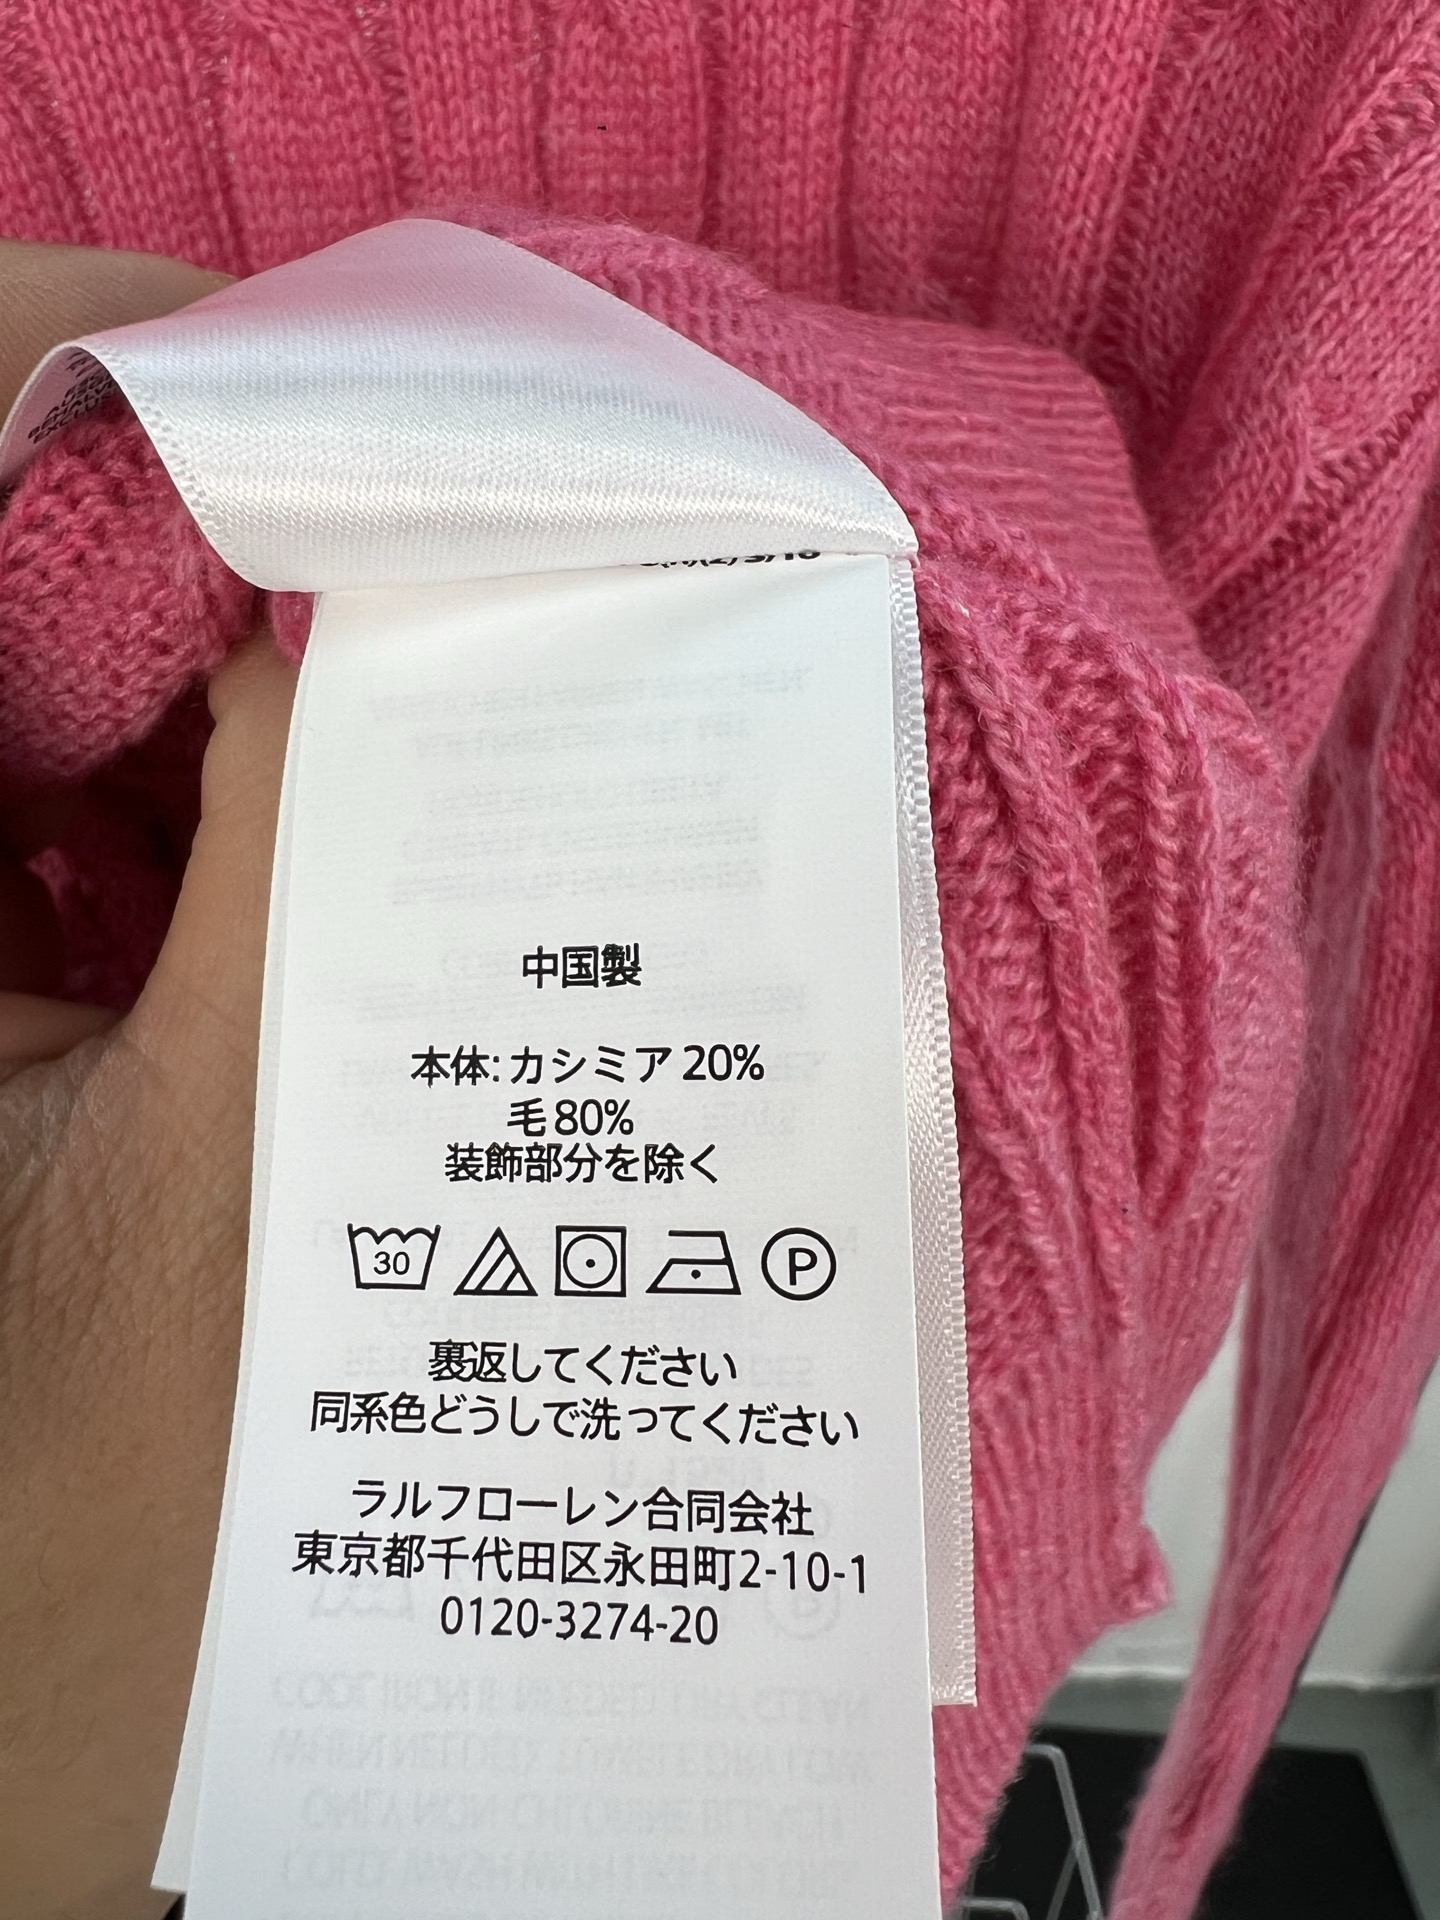 中国製
本体: カシミア 20%
毛 80%
装飾部分を除く
30
P
裏返してください
同系色どうしで洗ってください
ラルフローレン合同会社
東京都千代田区永田町2-10-1
0120-3274-20